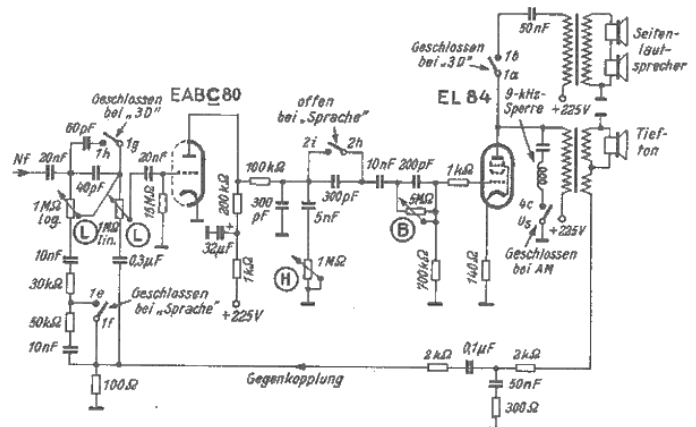 50nF
Seiten-
laut-
sprecher
Geschlossen
bei „3D"
1b
1a
EL 84
9-kHz-
Sperre
+225V
Tief-
ton
4c
Us
+225V
Geschlossen
bei AM
EABC80
Geschlossen
bei „3D"
60pF
1h
1g
Nf
20nF
40pF
20nF
1MΩ
log.
L
1MΩ
lin.
L
15MΩ
200kΩ
100kΩ
offen
bei „Sprache"
2i
2h
300
pF
5nF
300pF
10nF
200pF
5MΩ
B
1kΩ
32µF
+
1kΩ
+225V
H
1MΩ
700kΩ
140Ω
10nF
30kΩ
0,3µF
1e
1f
Geschlossen
bei „Sprache"
50kΩ
10nF
100Ω
Gegenkopplung
2kΩ
0,1µF
2kΩ
50nF
300Ω